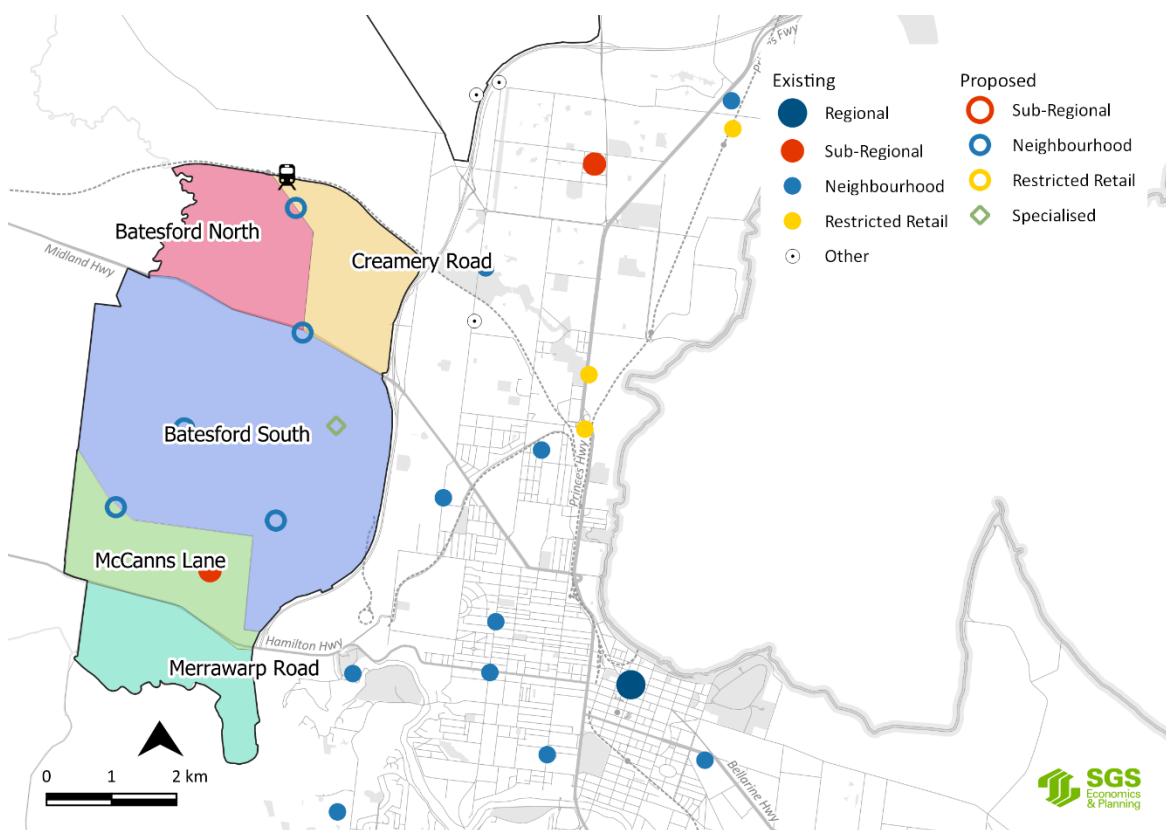 Existing
Regional
Sub-Regional
Neighbourhood
Restricted Retail
Other
Proposed
Sub-Regional
Neighbourhood
Restricted Retail
Specialised
Batesford North
Midland Hwy
Creamery Road
Batesford South
Princes Hwy
McCanns Lane
Hamilton Hwy
Merrawarp Road
Bellarine Hwy
0 1 2 km
SGS
Economics
& Planning